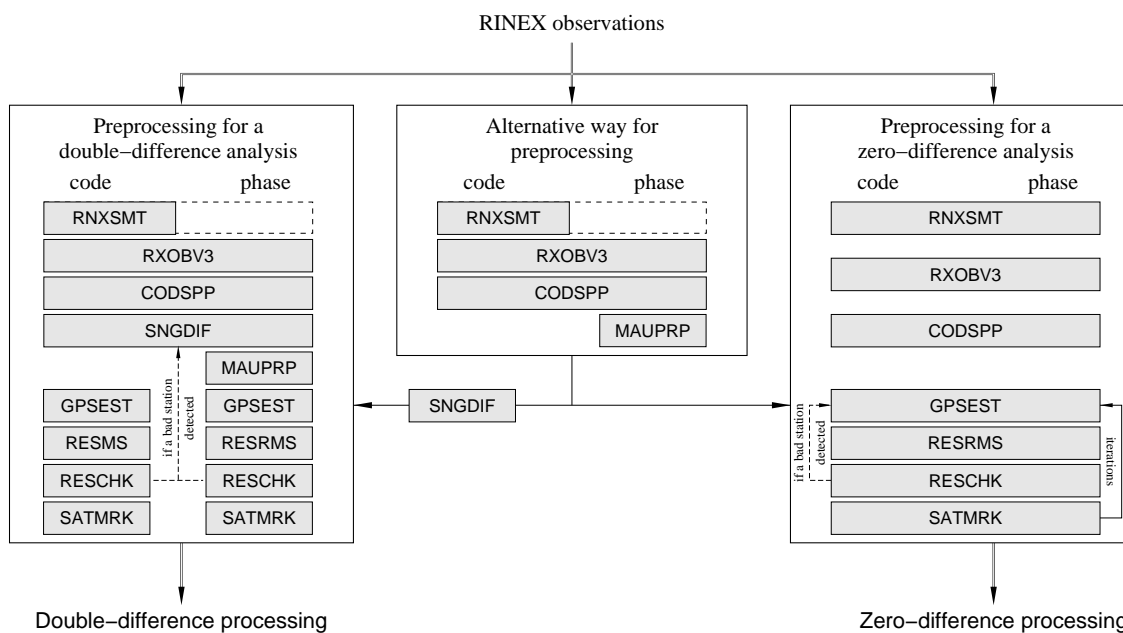 RINEX observations
Preprocessing for a
double−difference analysis
code phase
RNXSMT
RXOBV3
CODSPP
SNGDIF
MAUPRP
GPSEST GPSEST
RESMS RESRMS
RESCHK RESCHK
SATMRK SATMRK
if a bad station
detected
Double−difference processing
Alternative way for
preprocessing
code phase
RNXSMT
RXOBV3
CODSPP
MAUPRP
SNGDIF
Preprocessing for a
zero−difference analysis
code phase
RNXSMT
RXOBV3
CODSPP
GPSEST
RESRMS
RESCHK
SATMRK
if a bad station
detected
iterations
Zero−difference processing